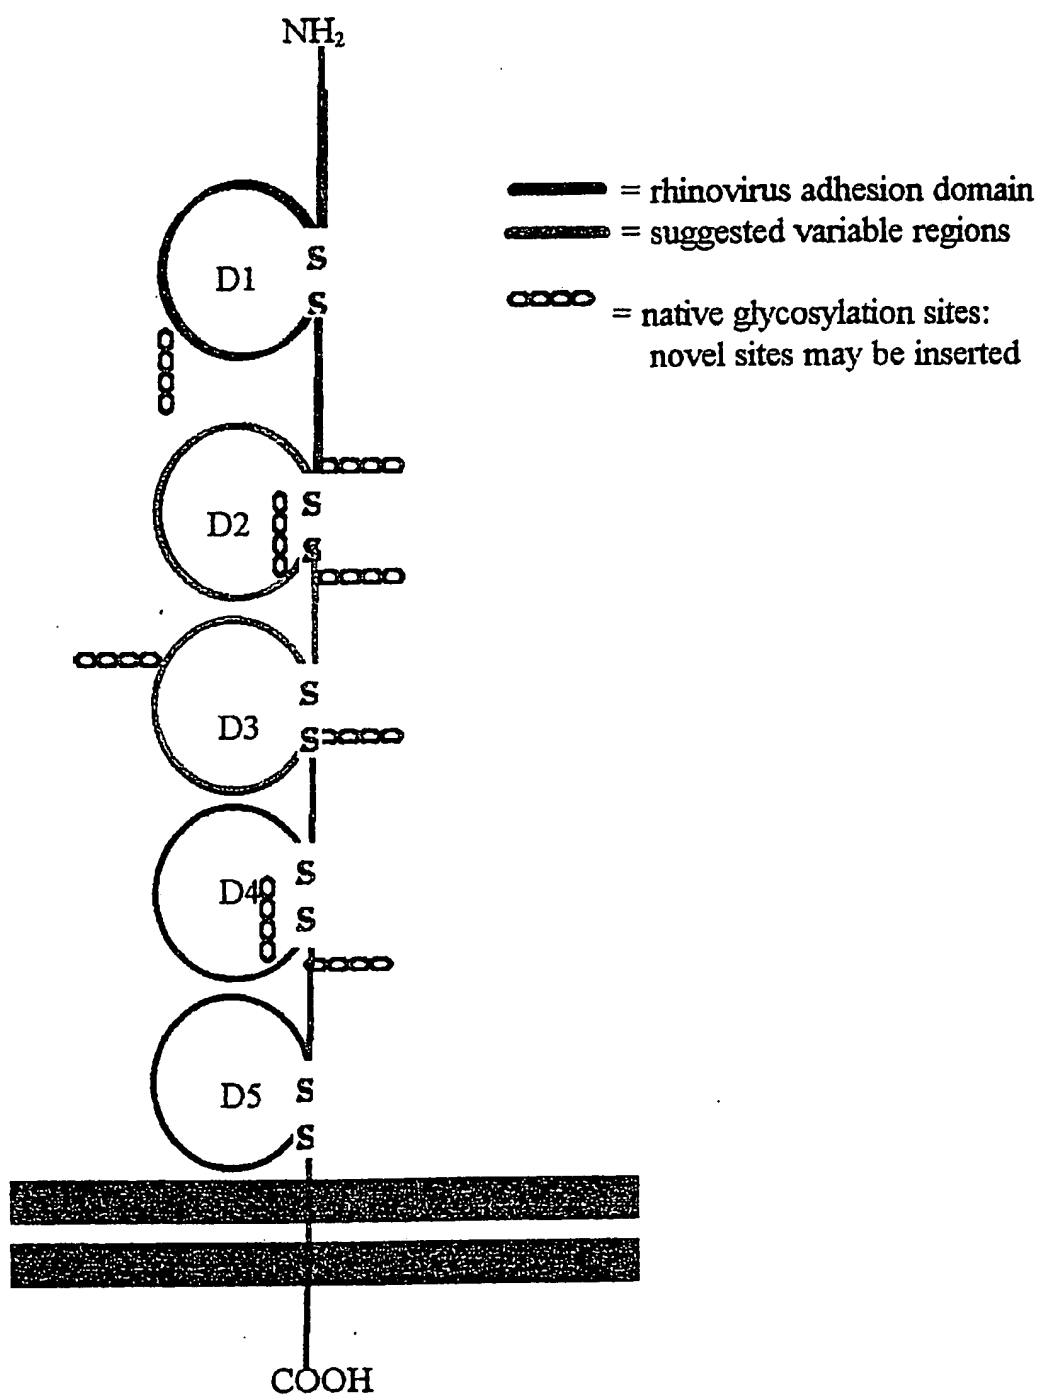 NH₂
= rhinovirus adhesion domain
= suggested variable regions
= native glycosylation sites:
novel sites may be inserted
D1
S
S
D2
S
S
D3
S
S
D4
S
S
D5
S
S
COOH